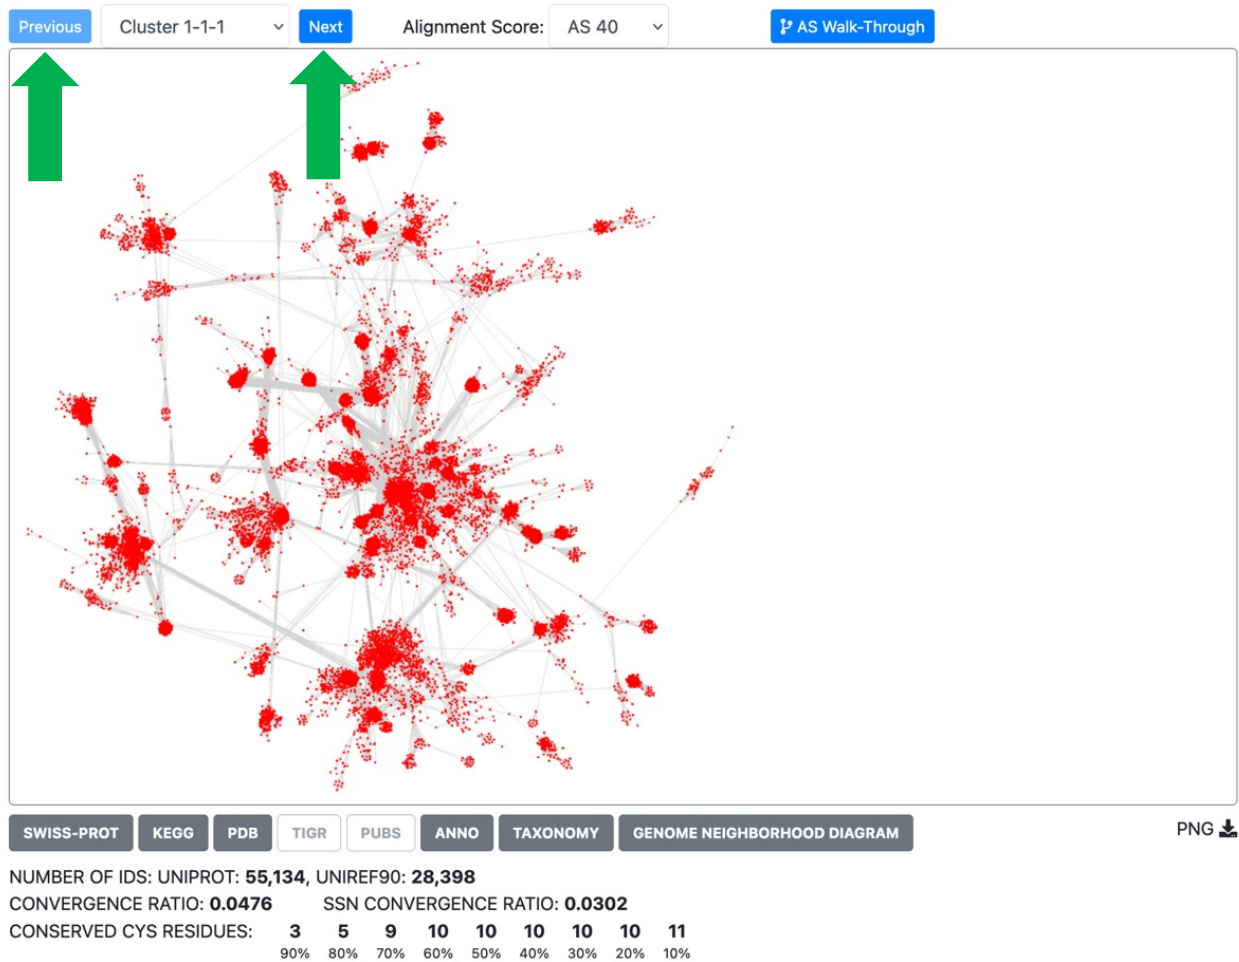 Previous Cluster 1-1-1 Next Alignment Score: AS 40 AS Walk-Through
SWISS-PROT KEGG PDB TIGR PUBS ANNO TAXONOMY GENOME NEIGHBORHOOD DIAGRAM PNG
NUMBER OF IDS: UNIPROT: 55,134, UNIREF90: 28,398
CONVERGENCE RATIO: 0.0476 SSN CONVERGENCE RATIO: 0.0302
CONSERVED CYS RESIDUES: 3 5 9 10 10 10 10 10 11
90% 80% 70% 60% 50% 40% 30% 20% 10%